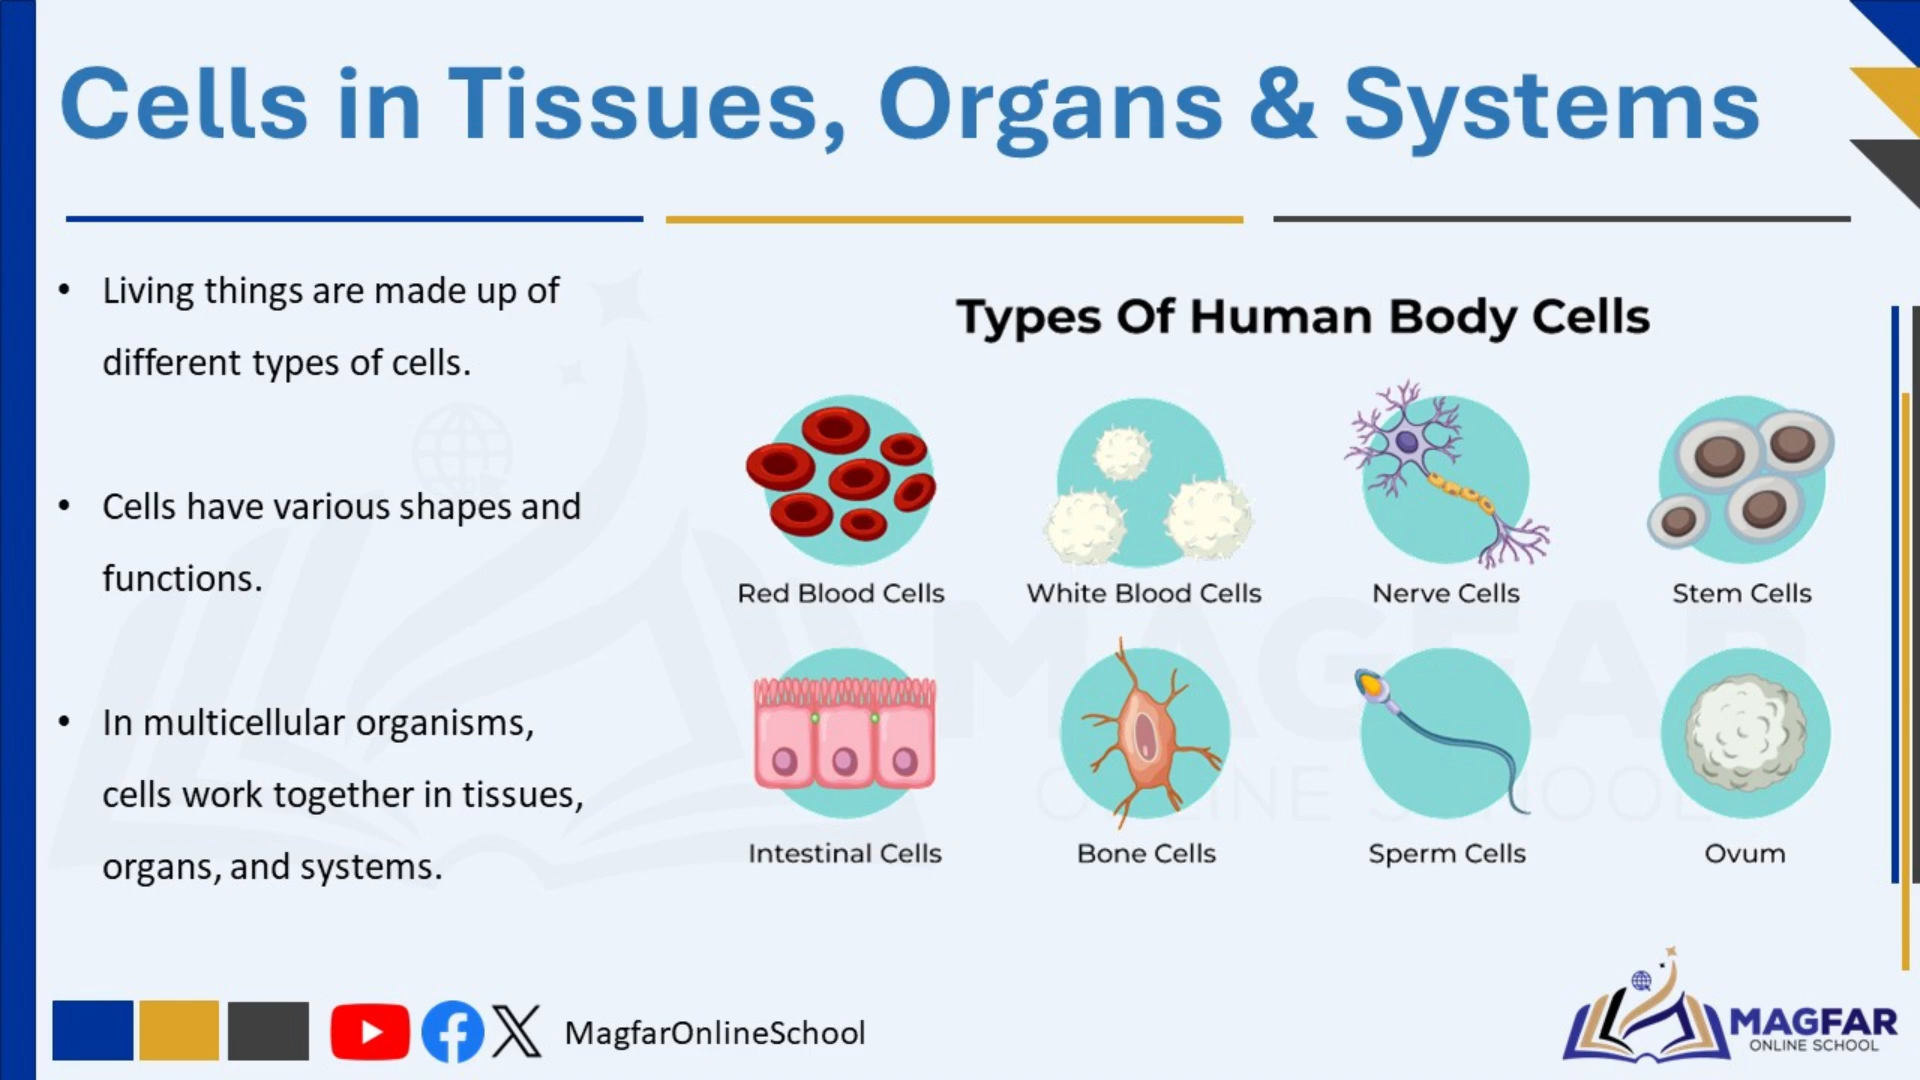 Cells in Tissues, Organs & Systems
• Living things are made up of
different types of cells.
• Cells have various shapes and
functions.
• In multicellular organisms,
cells work together in tissues,
organs, and systems.
Types Of Human Body Cells
Red Blood Cells
White Blood Cells
Nerve Cells
Stem Cells
Intestinal Cells
Bone Cells
Sperm Cells
Ovum
MAGFAR
ONLINE SCHOOL
MagfarOnlineSchool
MAGFAR
ONLINE SCHOOL